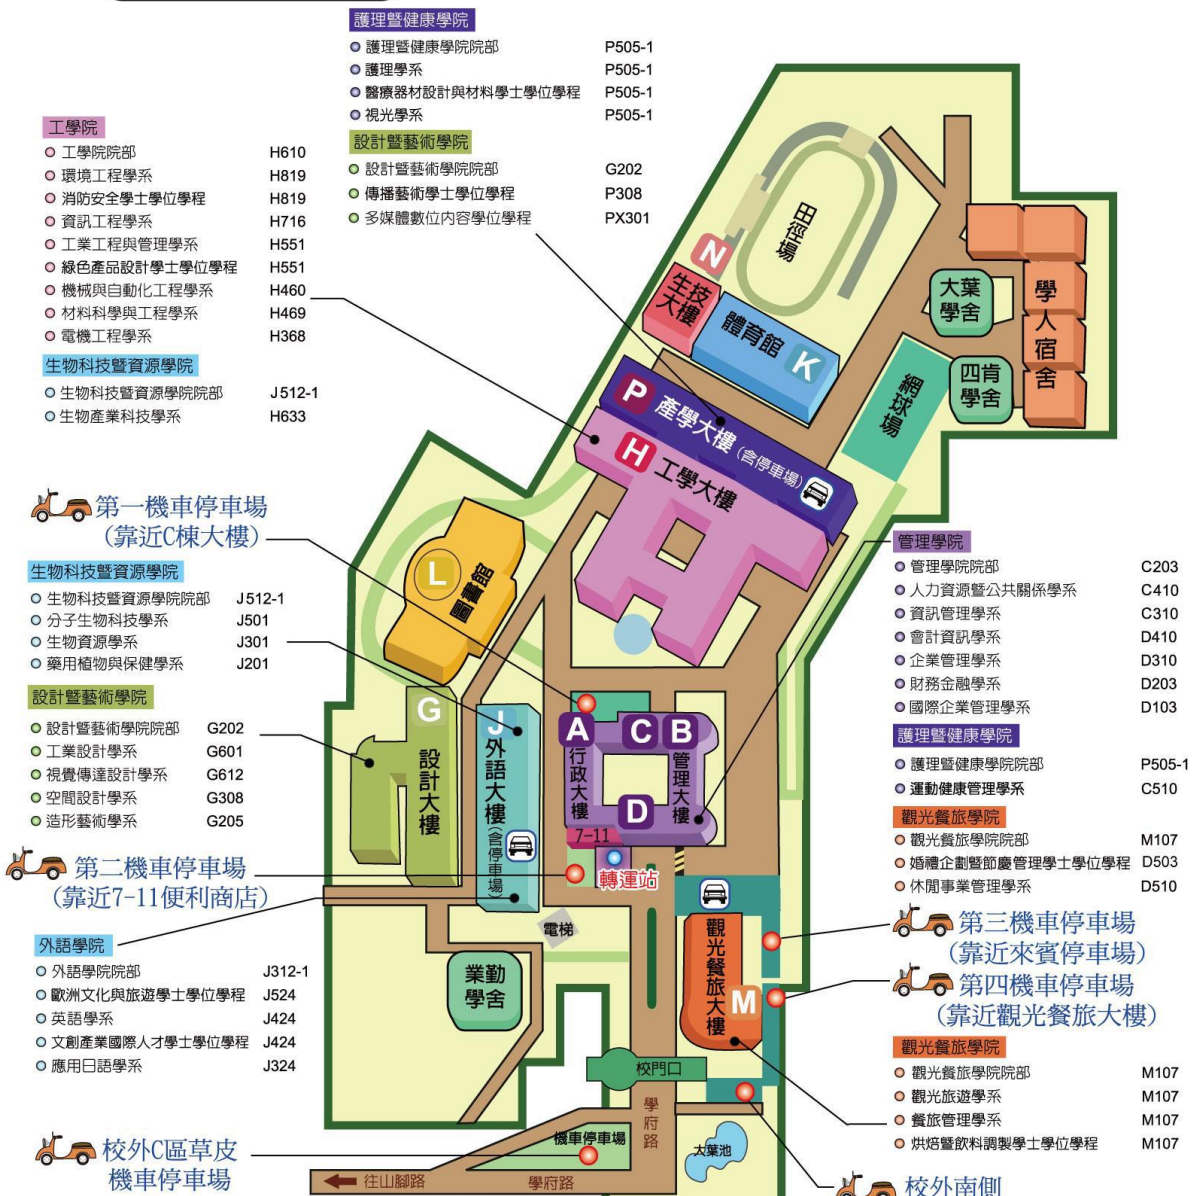 護理暨健康學院
護理暨健康學院院部 P505-1
護理學系 P505-1
醫療器材設計與材料學士學位學程 P505-1
視光學系 P505-1
設計暨藝術學院
設計暨藝術學院院部 G202
傳播藝術學士學位學程 P308
多媒體數位內容學位學程 PX301
工學院
工學院院部 H610
環境工程學系 H819
消防安全學士學位學程 H819
資訊工程學系 H716
工業工程與管理學系 H551
綠色產品設計學士學位學程 H551
機械與自動化工程學系 H460
材料科學與工程學系 H469
電機工程學系 H368
生物科技暨資源學院
生物科技暨資源學院院部 J512-1
生物產業科技學系 H633
第一機車停車場
(靠近C棟大樓)
生物科技暨資源學院
生物科技暨資源學院院部 J512-1
分子生物科技學系 J501
生物資源學系 J301
藥用植物與保健學系 J201
設計暨藝術學院
設計暨藝術學院院部 G202
工業設計學系 G601
視覺傳達設計學系 G612
空間設計學系 G308
造形藝術學系 G205
第二機車停車場
(靠近7-11便利商店)
外語學院
外語學院院部 J312-1
歐洲文化與旅遊學士學位學程 J524
英語學系 J424
文創產業國際人才學士學位學程 J424
應用日語學系 J324
校外C區草皮
機車停車場
田徑場
N
生技大樓
體育館
K
大葉學舍
學人宿舍
四肯學舍
網球場
P
產學大樓(含停車場)
H
工學大樓
L
圖書館
G
設計大樓
J
外語大樓(含停車場)
A
行政大樓
C
B
管理大樓
D
7-11
轉運站
電梯
業勤學舍
觀光餐旅大樓
M
校門口
學府路
機車停車場
太葉池
往山腳路
學府路
管理學院
管理學院院部 C203
人力資源暨公共關係學系 C410
資訊管理學系 C310
會計資訊學系 D410
企業管理學系 D310
財務金融學系 D203
國際企業管理學系 D103
護理暨健康學院
護理暨健康學院院部 P505-1
運動健康管理學系 C510
觀光餐旅學院
觀光餐旅學院院部 M107
婚禮企劃暨節慶管理學士學位學程 D503
休閒事業管理學系 D510
第三機車停車場
(靠近來賓停車場)
第四機車停車場
(靠近觀光餐旅大樓)
觀光餐旅學院
觀光餐旅學院院部 M107
觀光旅遊學系 M107
餐旅管理學系 M107
烘焙暨飲料調製學士學位學程 M107
校外南側